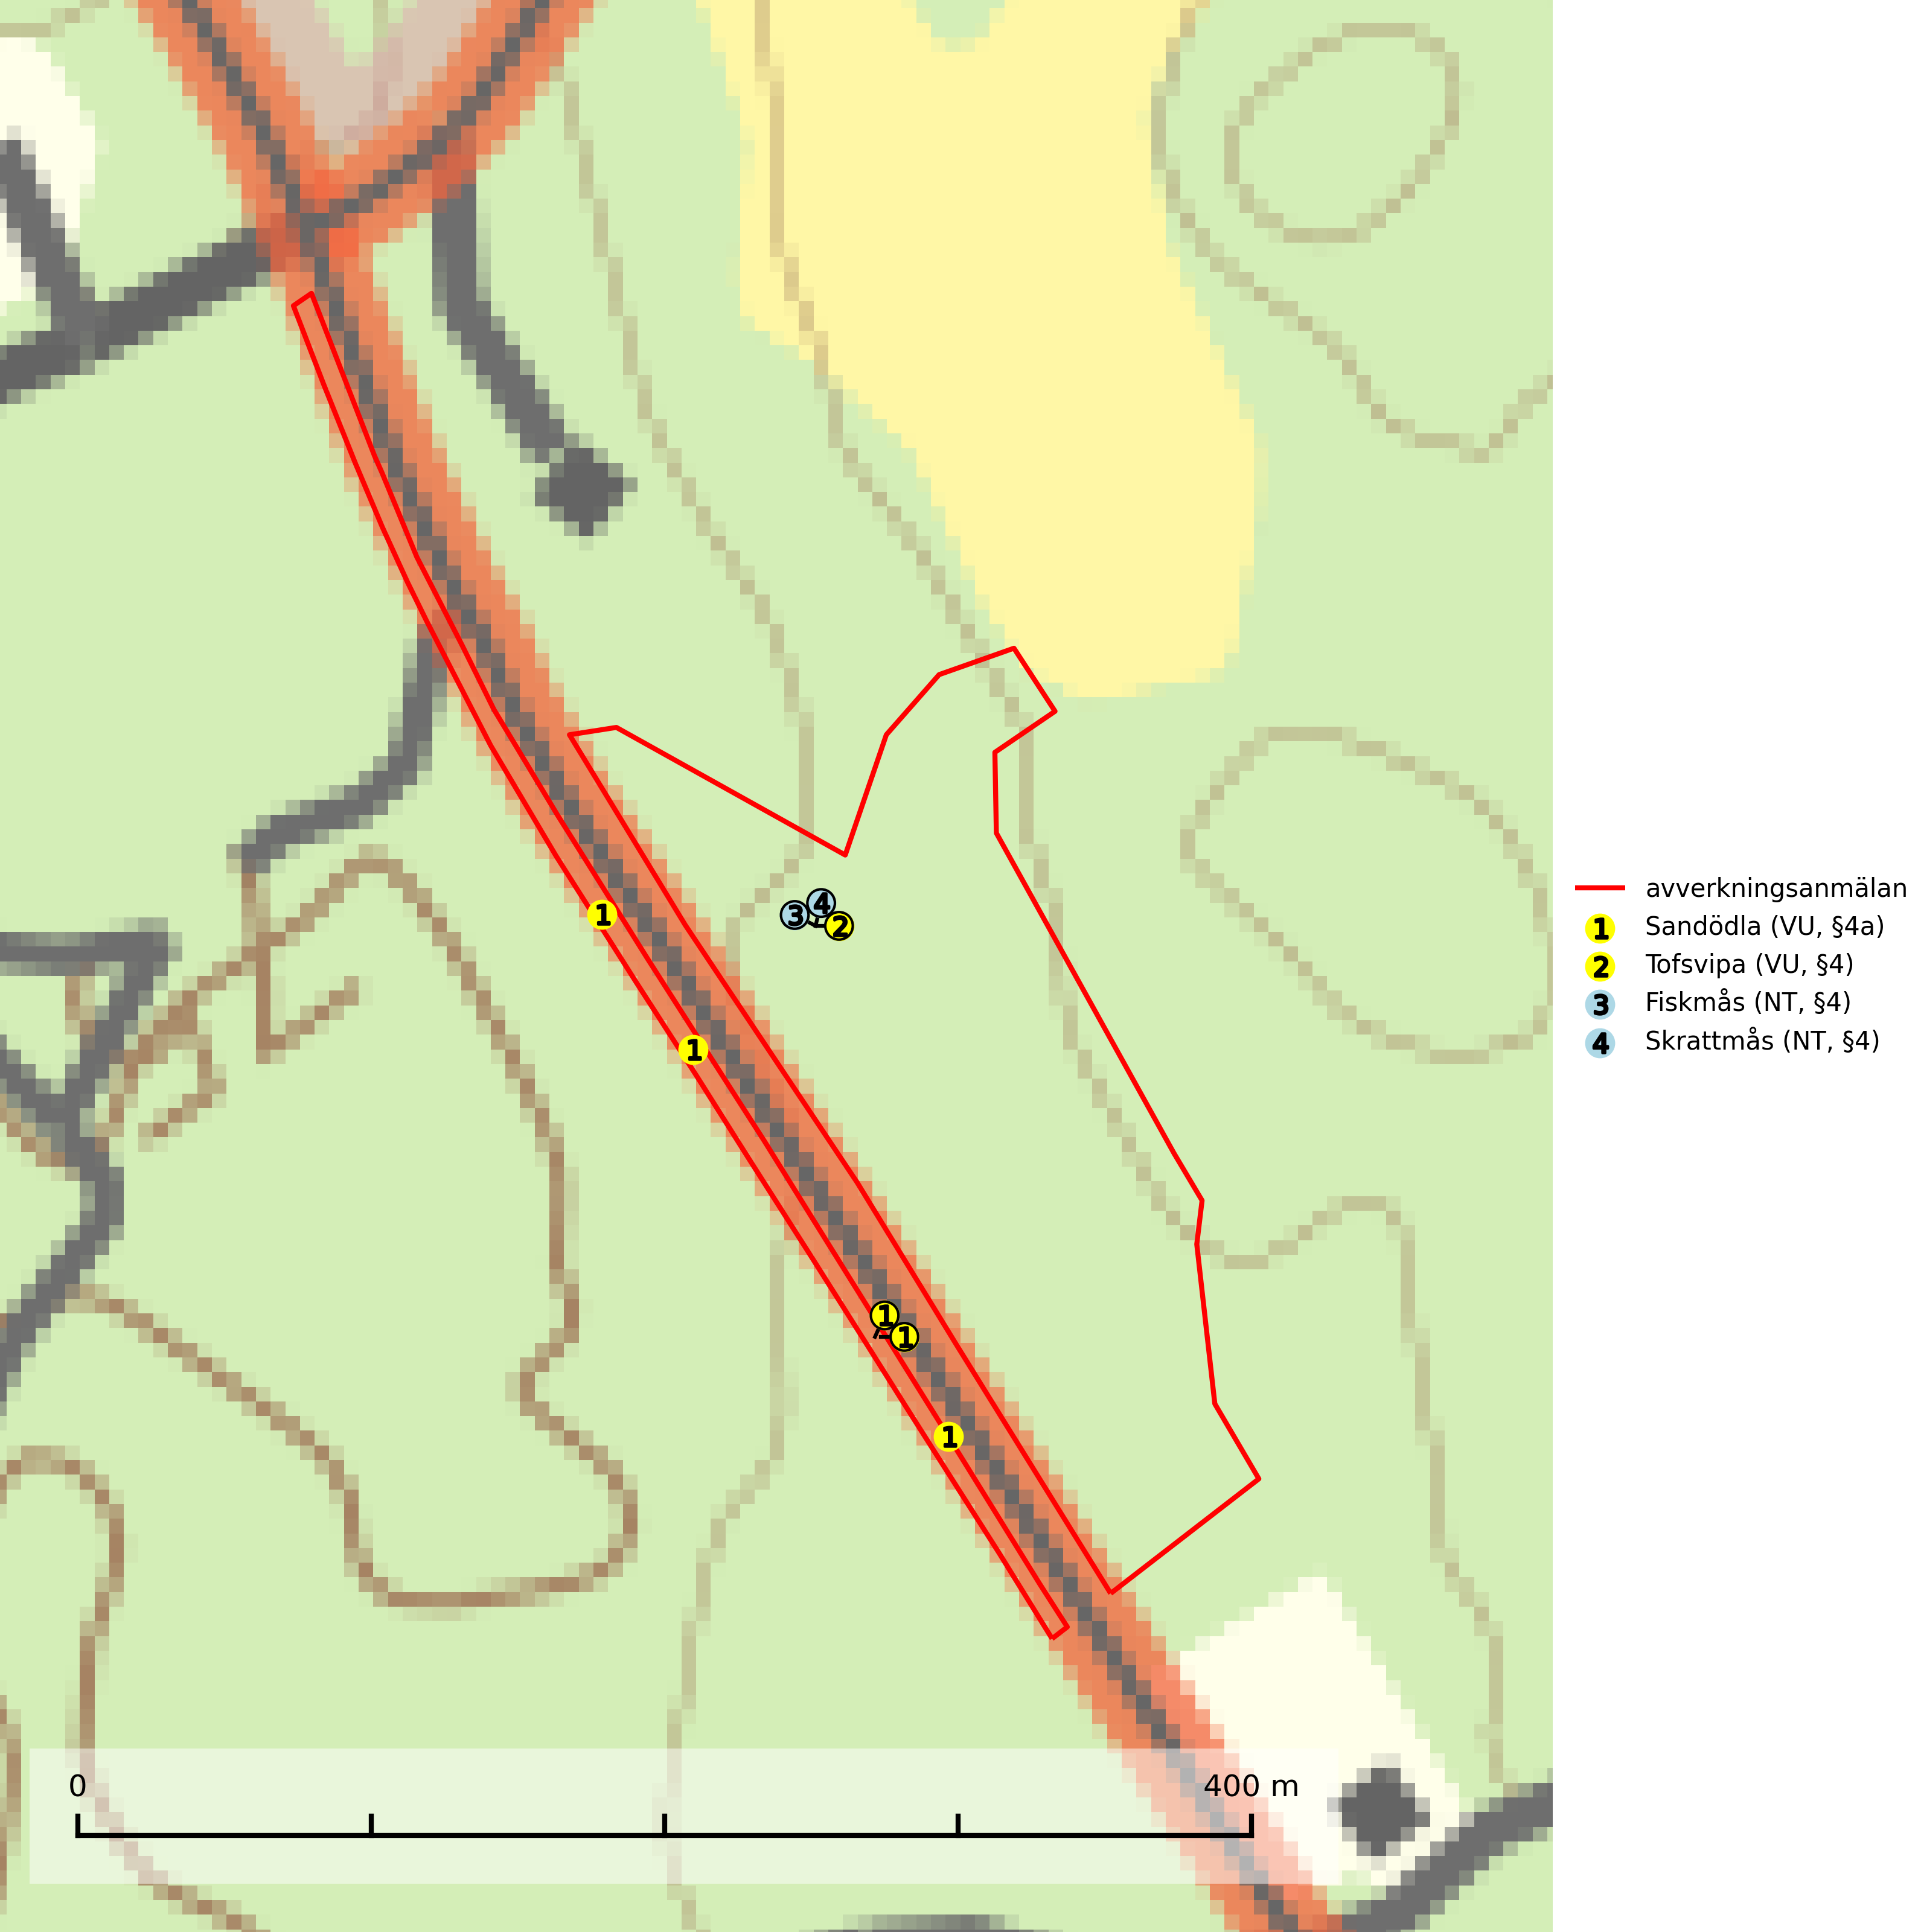 1
4
3
2
1
1
1
1
avverkningsanmälan
1 Sandödla (VU, §4a)
2 Tofsvipa (VU, §4)
3 Fiskmås (NT, §4)
4 Skrattmås (NT, §4)
0 400 m